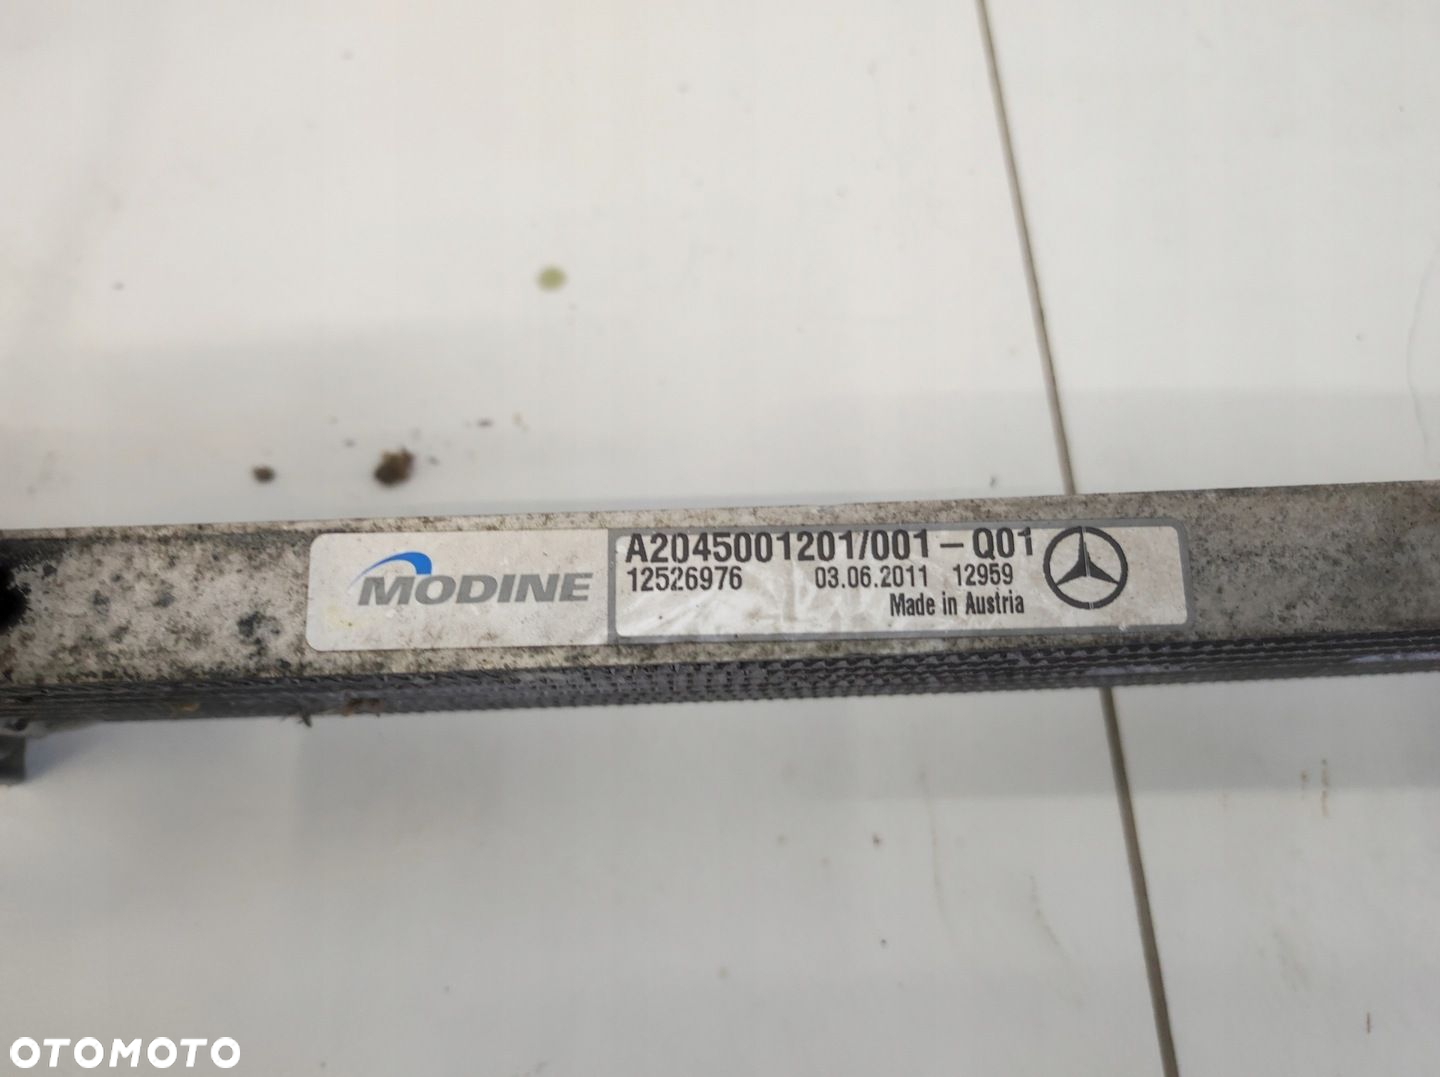 MODINE
A2045001201/001-Q01
12526976 03.06.2011 12959
Made in Austria
OTOMOTO